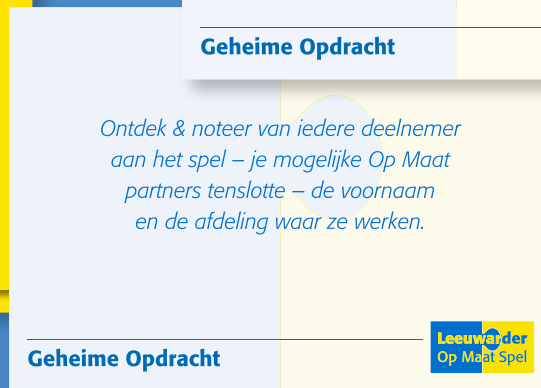 Geheime Opdracht
Ontdek & noteer van iedere deelnemer
aan het spel – je mogelijke Op Maat
partners tenslotte – de voornaam
en de afdeling waar ze werken.
Geheime Opdracht
Leeuwarder
Op Maat Spel